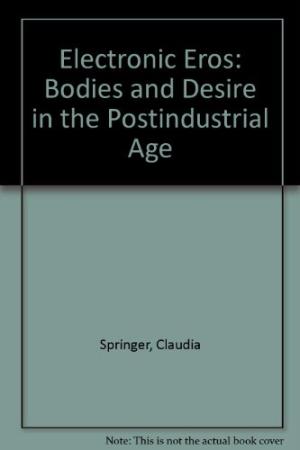 Electronic Eros:
Bodies and Desire
in the Postindustrial
Age
Springer, Claudia
Note: This is not the actual book cover